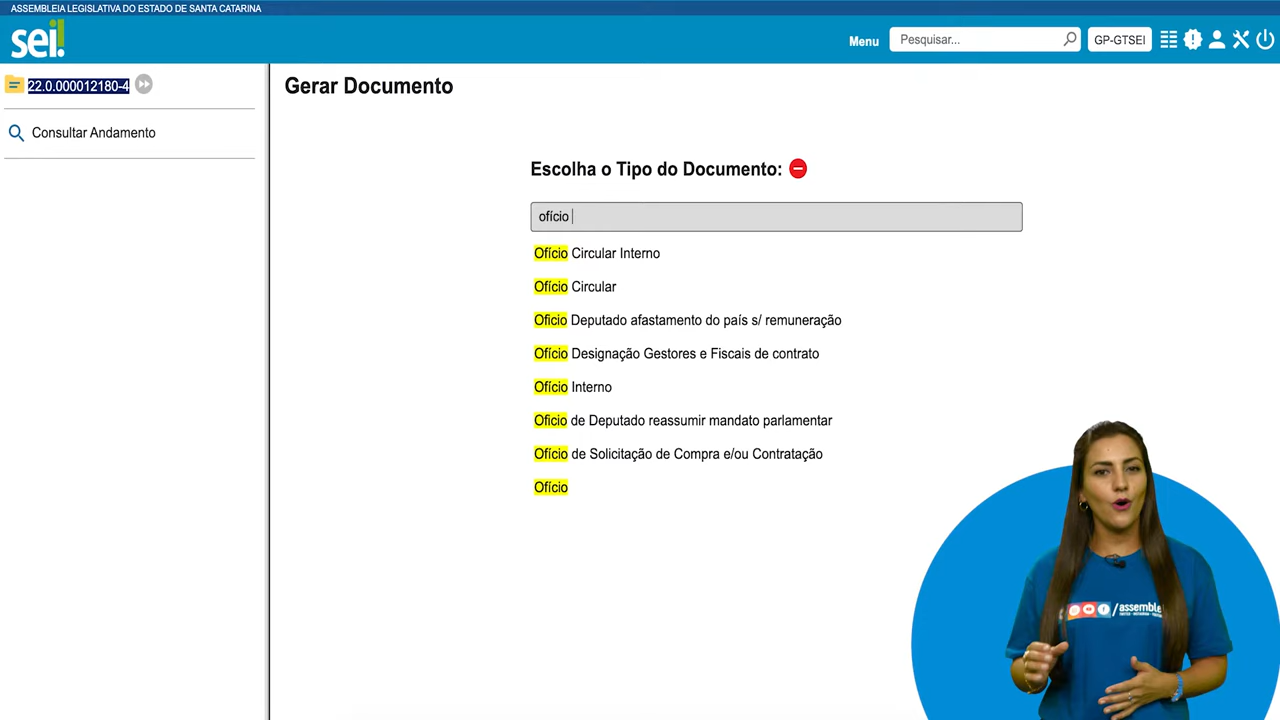 ASSEMBLEIA LEGISLATIVA DO ESTADO DE SANTA CATARINA
sei!
Menu
Pesquisar...
GP-GTSEI
22.0.000012180-4
Consultar Andamento
Gerar Documento
Escolha o Tipo do Documento:
ofício
Ofício Circular Interno
Ofício Circular
Oficio Deputado afastamento do país s/ remuneração
Ofício Designação Gestores e Fiscais de contrato
Ofício Interno
Oficio de Deputado reassumir mandato parlamentar
Ofício de Solicitação de Compra e/ou Contratação
Ofício
/assemble